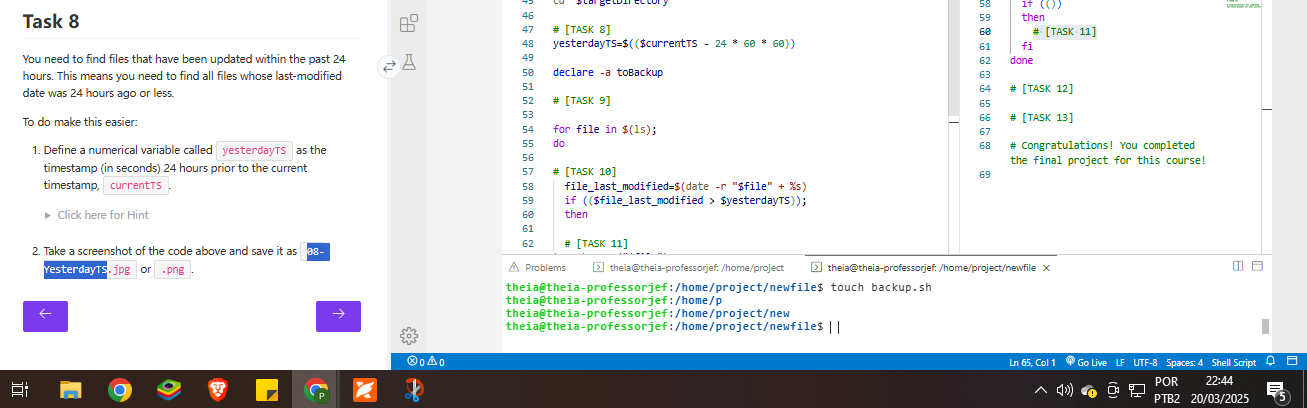 Task 8
You need to find files that have been updated within the past 24
hours. This means you need to find all files whose last-modified
date was 24 hours ago or less.
To do make this easier:
1. Define a numerical variable called yesterdayTS as the
timestamp (in seconds) 24 hours prior to the current
timestamp, currentTS .
▸ Click here for Hint
2. Take a screenshot of the code above and save it as 08-
YesterdayTS.jpg or .png .
45 cd $targetDirectory
46
47 # [TASK 8]
48 yesterdayTS=$(($currentTS - 24 * 60 * 60))
49
50 declare -a toBackup
51
52 # [TASK 9]
53
54 for file in $(ls);
55 do
56
57 # [TASK 10]
58 file_last_modified=$(date -r "$file" + %s)
59 if (($file_last_modified > $yesterdayTS));
60 then
61
62 # [TASK 11]
58 if (())
59 then
60 # [TASK 11]
61 fi
62 done
63
64 # [TASK 12]
65
66 # [TASK 13]
67
68 # Congratulations! You completed
the final project for this course!
69
Problems
theia@theia-professorjef: /home/project
theia@theia-professorjef: /home/project/newfile ×
theia@theia-professorjef:/home/project/newfile$ touch backup.sh
theia@theia-professorjef:/home/p
theia@theia-professorjef:/home/project/new
theia@theia-professorjef:/home/project/newfile$
0 0
Ln 65, Col 1 Go Live LF UTF-8 Spaces: 4 Shell Script
P
POR
PTB2
22:44
20/03/2025
5